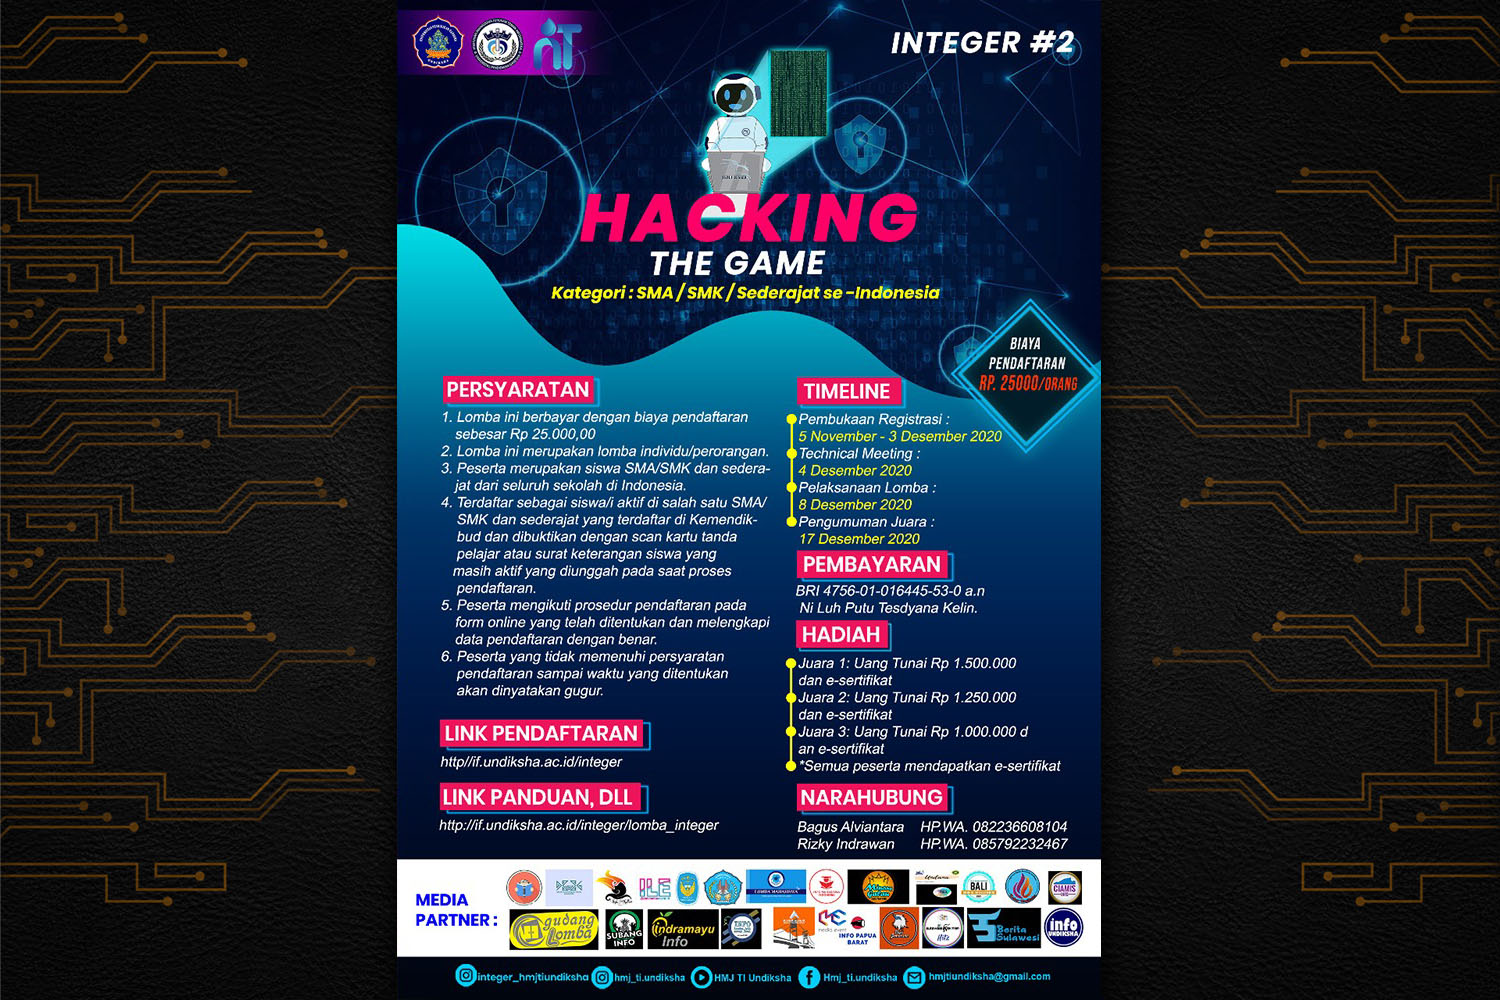 INTEGER #2
HACKING
THE GAME
Kategori : SMA / SMK / Sederajat se -Indonesia
BIAYA
PENDAFTARAN
RP. 25000/ORANG
PERSYARATAN
1. Lomba ini berbayar dengan biaya pendaftaran
sebesar Rp 25.000,00
2. Lomba ini merupakan lomba individu/perorangan.
3. Peserta merupakan siswa SMA/SMK dan sedera-
jat dari seluruh sekolah di Indonesia.
4. Terdaftar sebagai siswa/i aktif di salah satu SMA/
SMK dan sederajat yang terdaftar di Kemendik-
bud dan dibuktikan dengan scan kartu tanda
pelajar atau surat keterangan siswa yang
masih aktif yang diunggah pada saat proses
pendaftaran.
5. Peserta mengikuti prosedur pendaftaran pada
form online yang telah ditentukan dan melengkapi
data pendaftaran dengan benar.
6. Peserta yang tidak memenuhi persyaratan
pendaftaran sampai waktu yang ditentukan
akan dinyatakan gugur.
LINK PENDAFTARAN
http//if.undiksha.ac.id/integer
LINK PANDUAN, DLL
http://if.undiksha.ac.id/integer/lomba_integer
TIMELINE
Pembukaan Registrasi :
5 November - 3 Desember 2020
Technical Meeting :
4 Desember 2020
Pelaksanaan Lomba :
8 Desember 2020
Pengumuman Juara :
17 Desember 2020
PEMBAYARAN
BRI 4756-01-016445-53-0 a.n
Ni Luh Putu Tesdyana Kelin.
HADIAH
Juara 1: Uang Tunai Rp 1.500.000
dan e-sertifikat
Juara 2: Uang Tunai Rp 1.250.000
dan e-sertifikat
Juara 3: Uang Tunai Rp 1.000.000 d
an e-sertifikat
*Semua peserta mendapatkan e-sertifikat
NARAHUBUNG
Bagus Alviantara HP.WA. 082236608104
Rizky Indrawan HP.WA. 085792232467
MEDIA
PARTNER :
ILE
LOMBA MAHASISWA
BALI
CIAMIS
gudang
Lomba
SUBANG
INFO
indramayu
info
INFO
ME
media event
INFO PAPUA
BARAT
Hitz
Berita
Sulawesi
info
UNDIKSHA
integer_hmjtiundiksha hmj_ti.undiksha HMJ TI Undiksha Hmj_ti.undiksha hmjtiundiksha@gmail.com